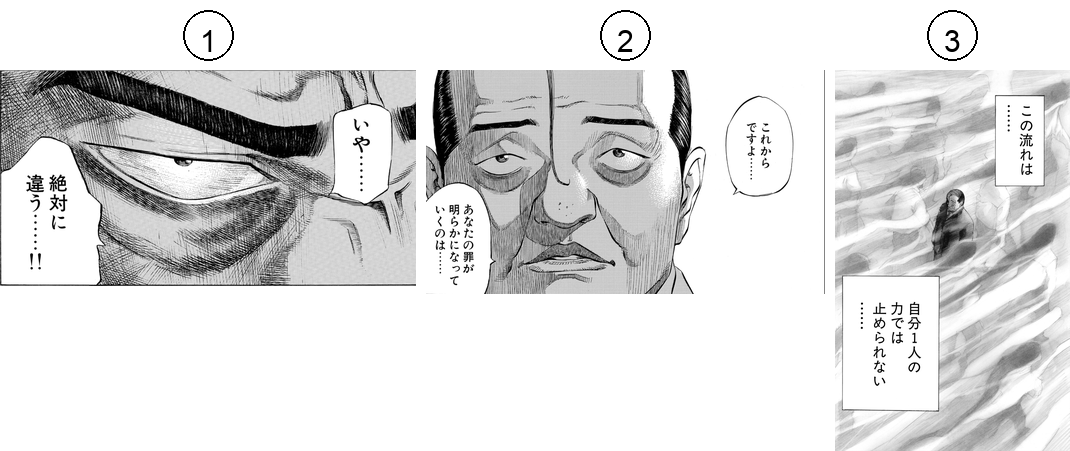 1
いや……
絶対に
違う……!!
2
これから
ですよ……
あなたの罪が
明らかになって
いくのは……
3
この流れは
……
自分1人の
力では
止められない
……